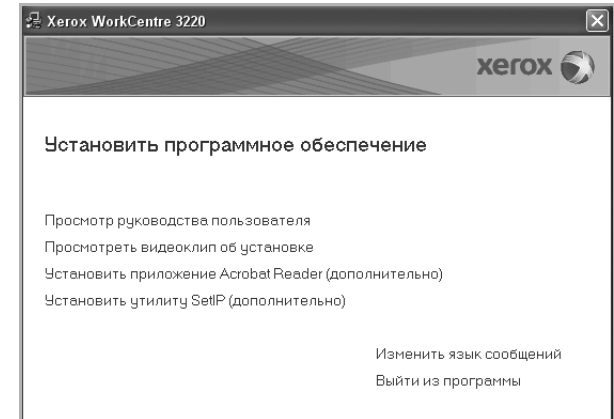 Xerox WorkCentre 3220
xerox
Установить программное обеспечение
Просмотр руководства пользователя
Просмотреть видеоклип об установке
Установить приложение Acrobat Reader (дополнительно)
Установить утилиту SetIP (дополнительно)
Изменить язык сообщений
Выйти из программы